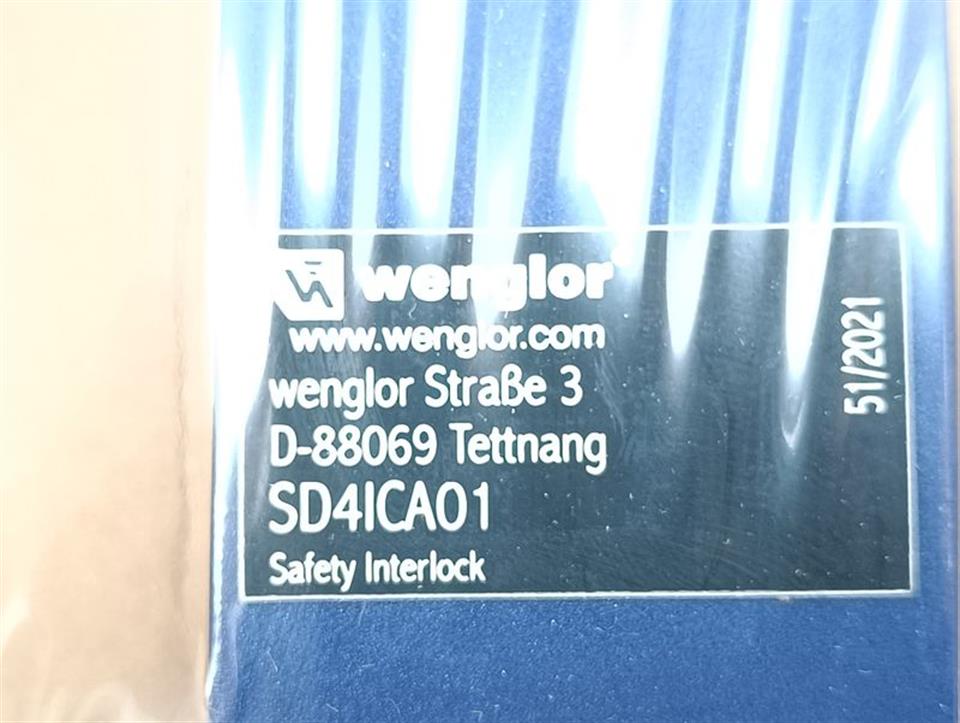 wenglor
www.wenglor.com
wenglor Straße 3
D-88069 Tettnang
SD4ICA01
Safety Interlock
51/2021